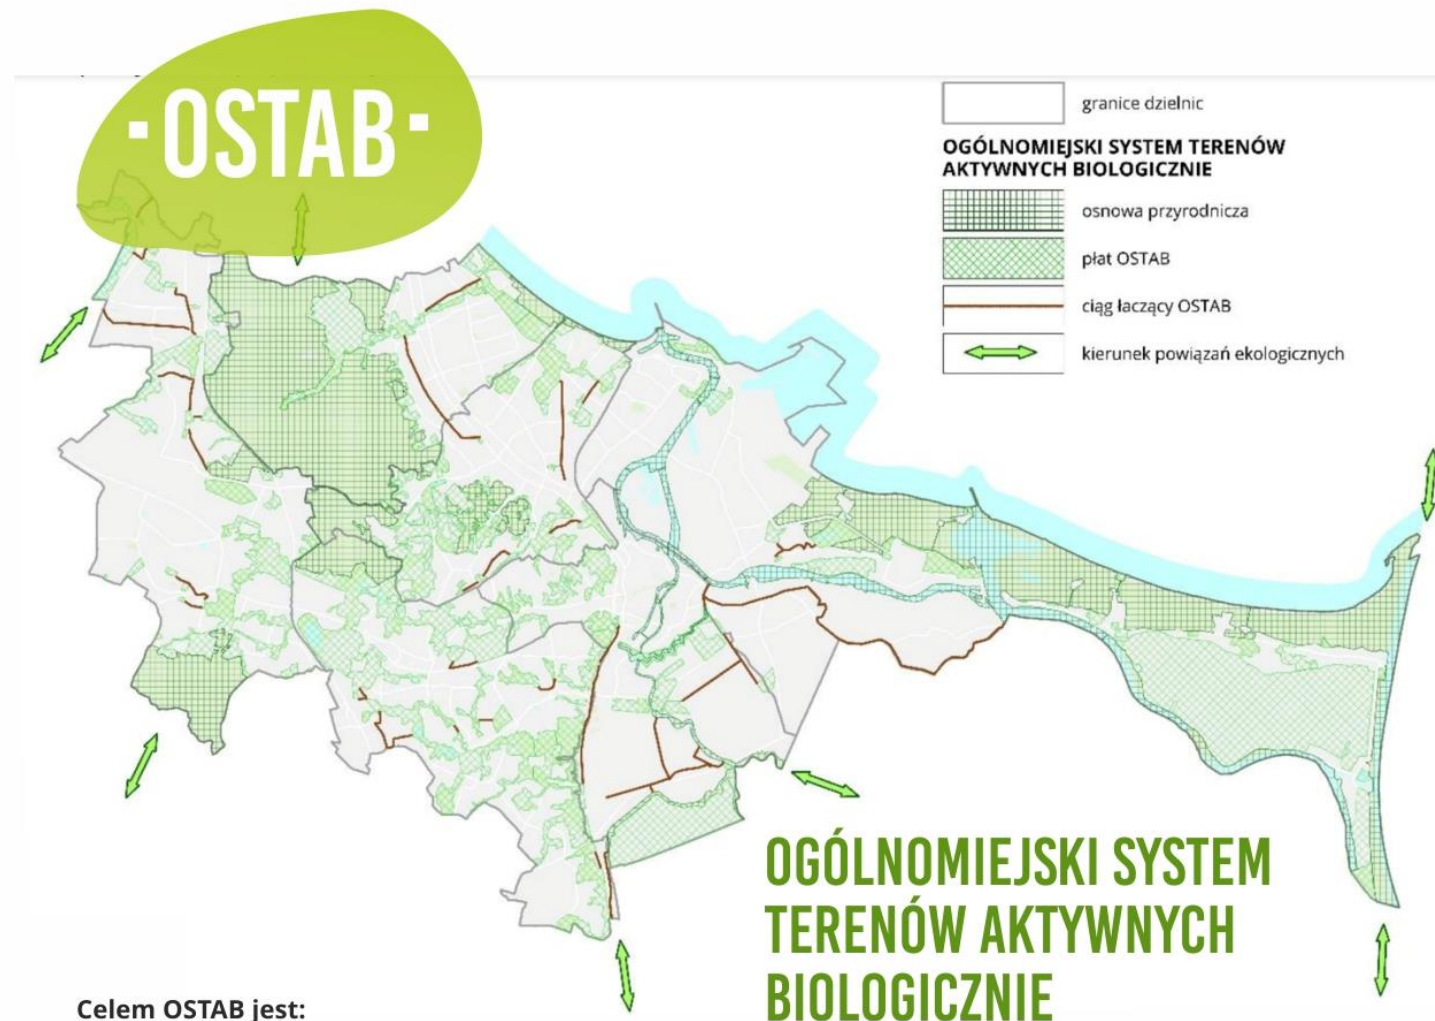 OSTAB
granice dzielnic
OGÓLNOMIEJSKI SYSTEM TERENÓW
AKTYWNYCH BIOLOGICZNIE
osnowa przyrodnicza
płat OSTAB
ciąg łaczący OSTAB
kierunek powiązań ekologicznych
OGÓLNOMIEJSKI SYSTEM
TERENÓW AKTYWNYCH
BIOLOGICZNIE
Celem OSTAB jest: